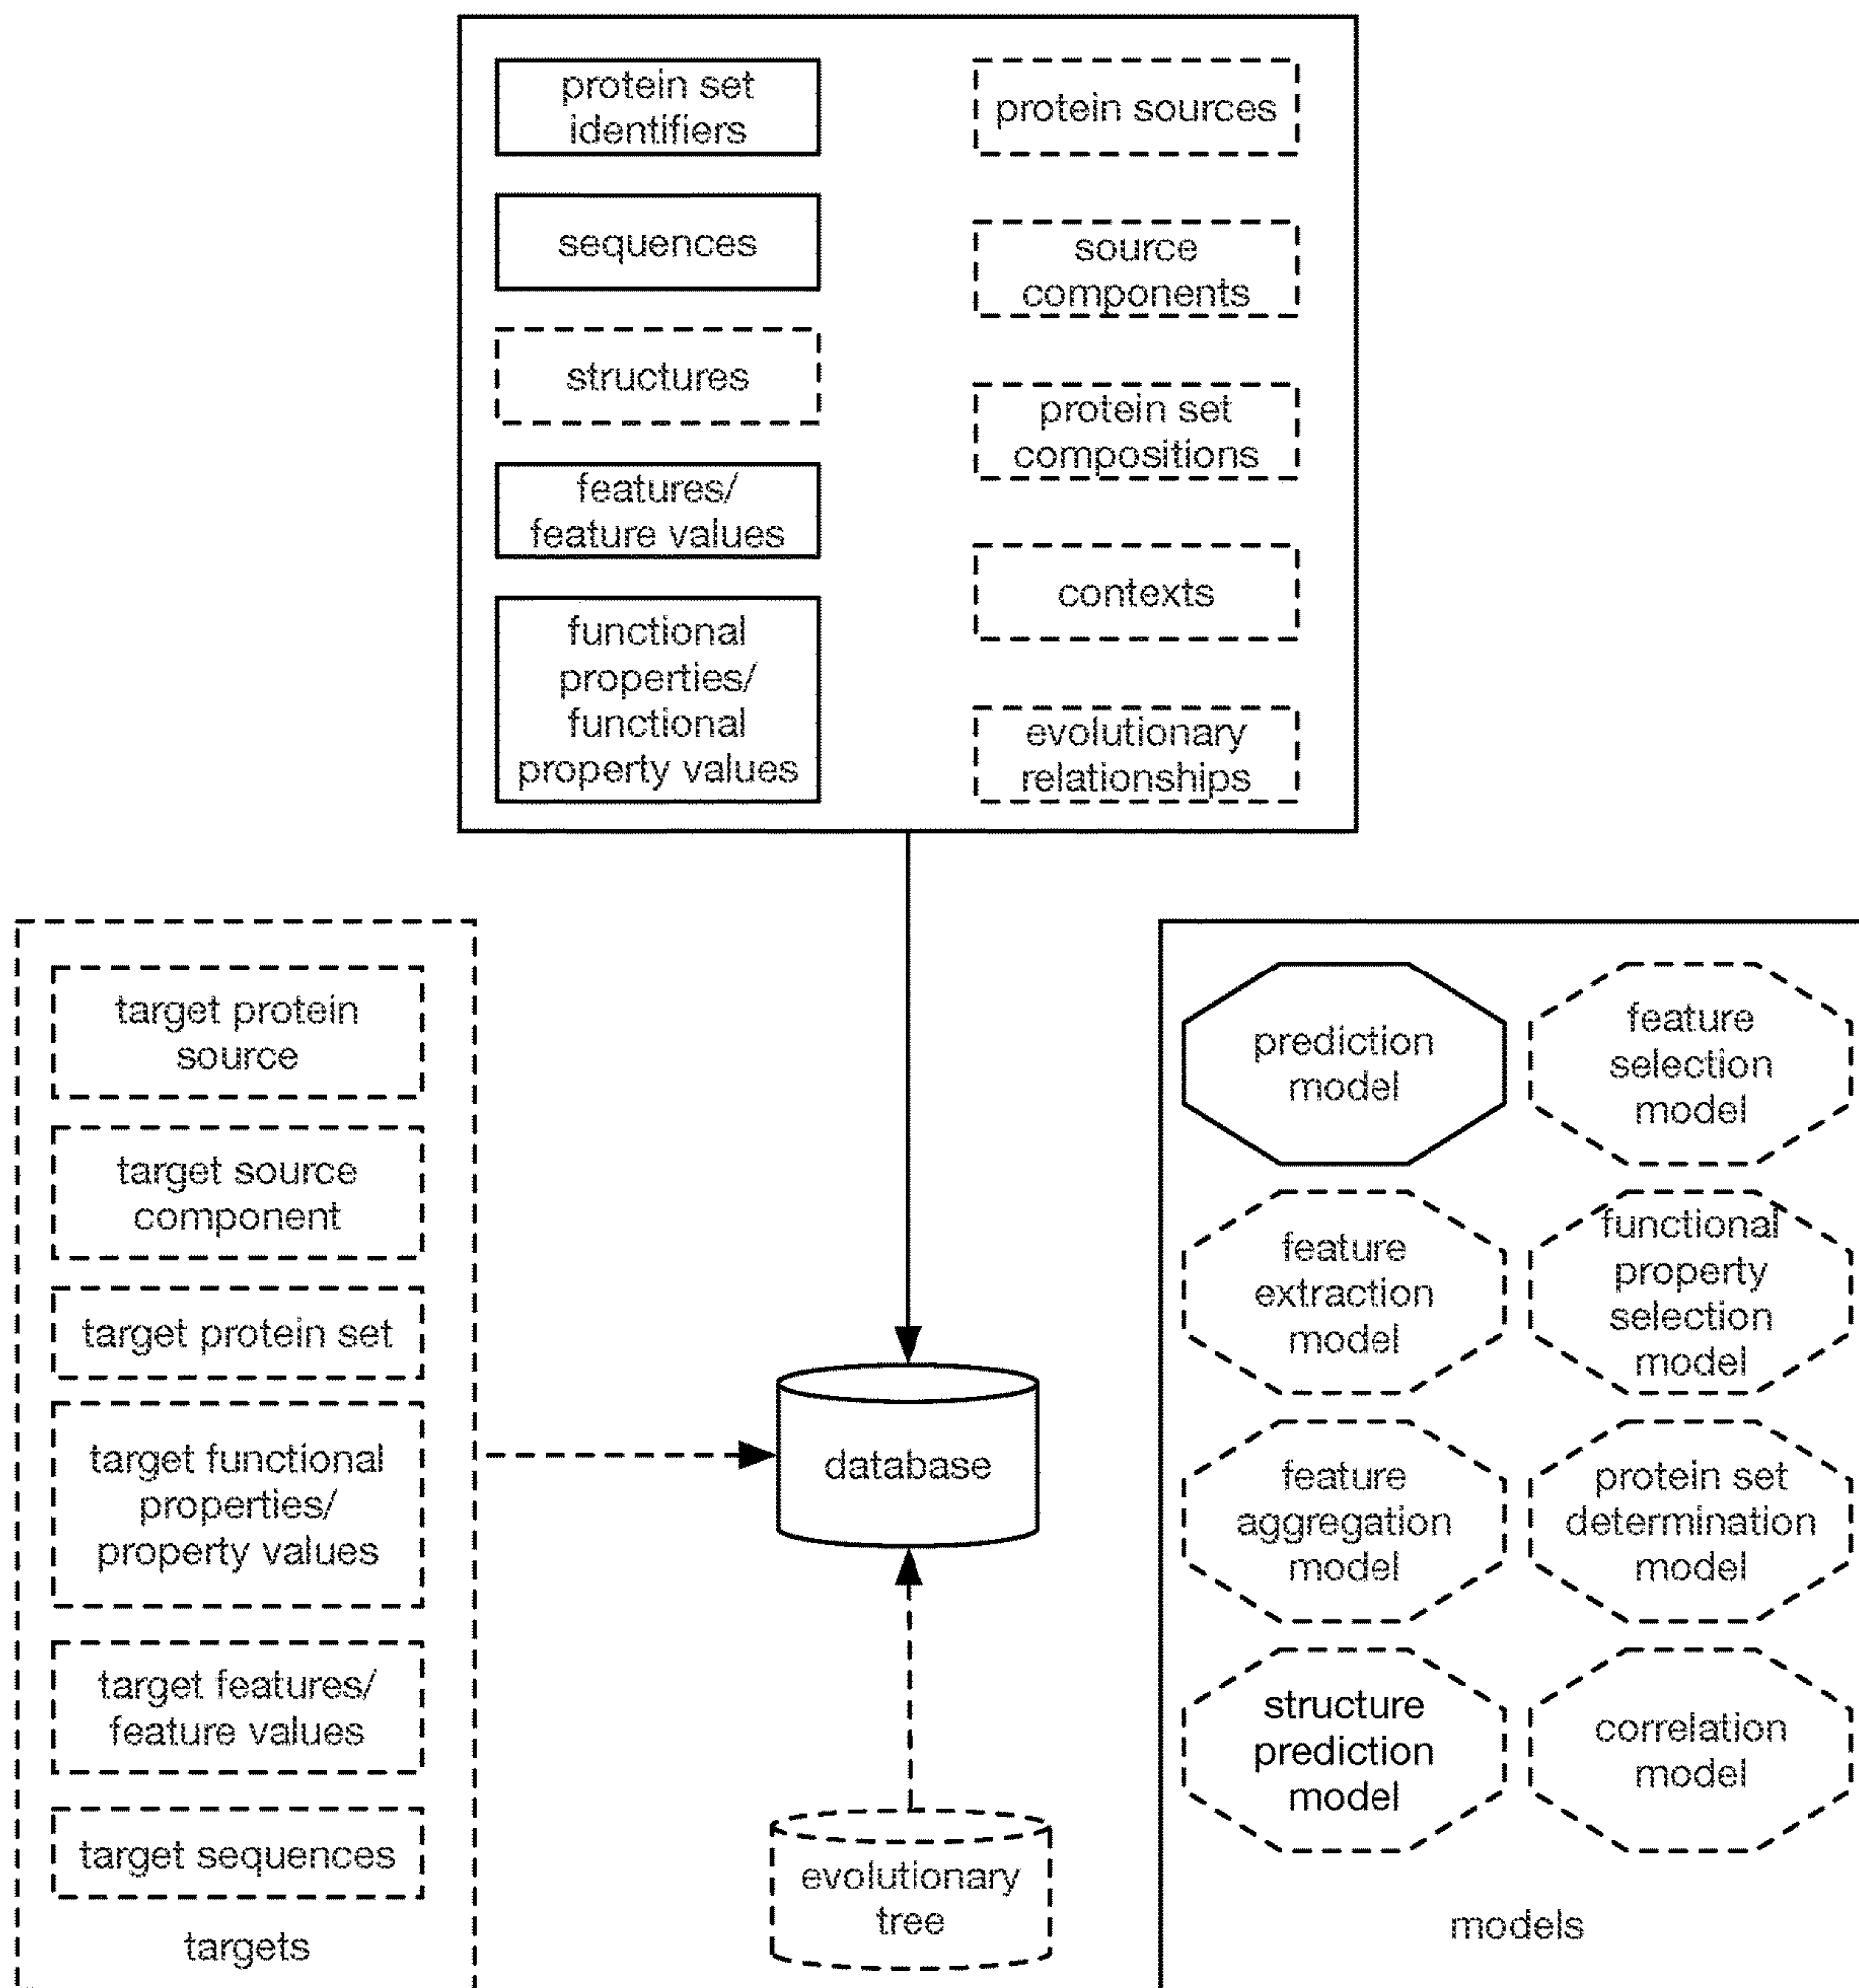 protein set
identifiers
sequences
structures
features/
feature values
functional
properties/
functional
property values
protein sources
source
components
protein set
compositions
contexts
evolutionary
relationships
target protein
source
target source
component
target protein set
target functional
properties/
property values
target features/
feature values
target sequences
targets
database
evolutionary
tree
prediction
model
feature
selection
model
feature
extraction
model
functional
property
selection
model
feature
aggregation
model
protein set
determination
model
structure
prediction
model
correlation
model
models